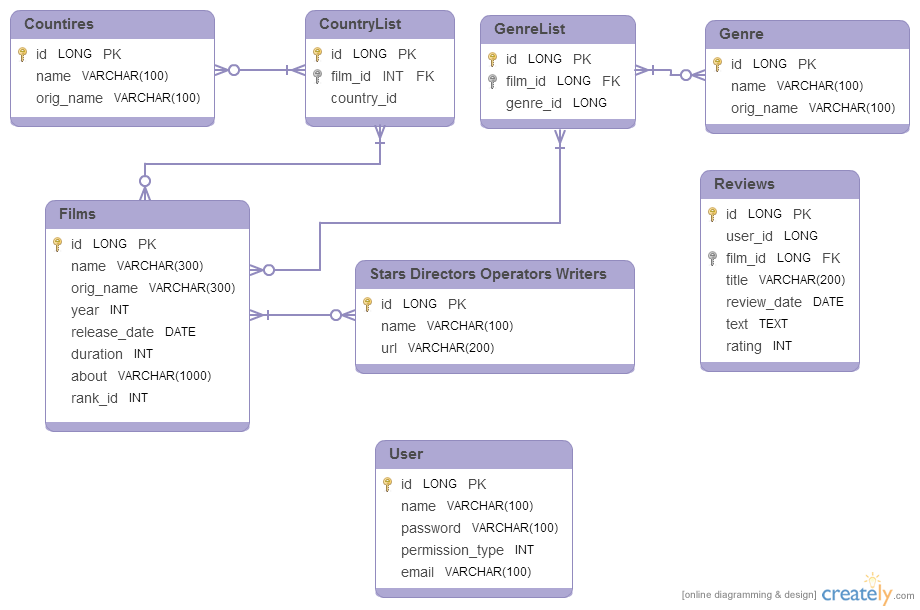 Countires
id LONG PK
name VARCHAR(100)
orig_name VARCHAR(100)
CountryList
id LONG PK
film_id INT FK
country_id
GenreList
id LONG PK
film_id LONG FK
genre_id LONG
Genre
id LONG PK
name VARCHAR(100)
orig_name VARCHAR(100)
Films
id LONG PK
name VARCHAR(300)
orig_name VARCHAR(300)
year INT
release_date DATE
duration INT
about VARCHAR(1000)
rank_id INT
Stars Directors Operators Writers
id LONG PK
name VARCHAR(100)
url VARCHAR(200)
Reviews
id LONG PK
user_id LONG
film_id LONG FK
title VARCHAR(200)
review_date DATE
text TEXT
rating INT
User
id LONG PK
name VARCHAR(100)
password VARCHAR(100)
permission_type INT
email VARCHAR(100)
[online diagramming & design] creately.com